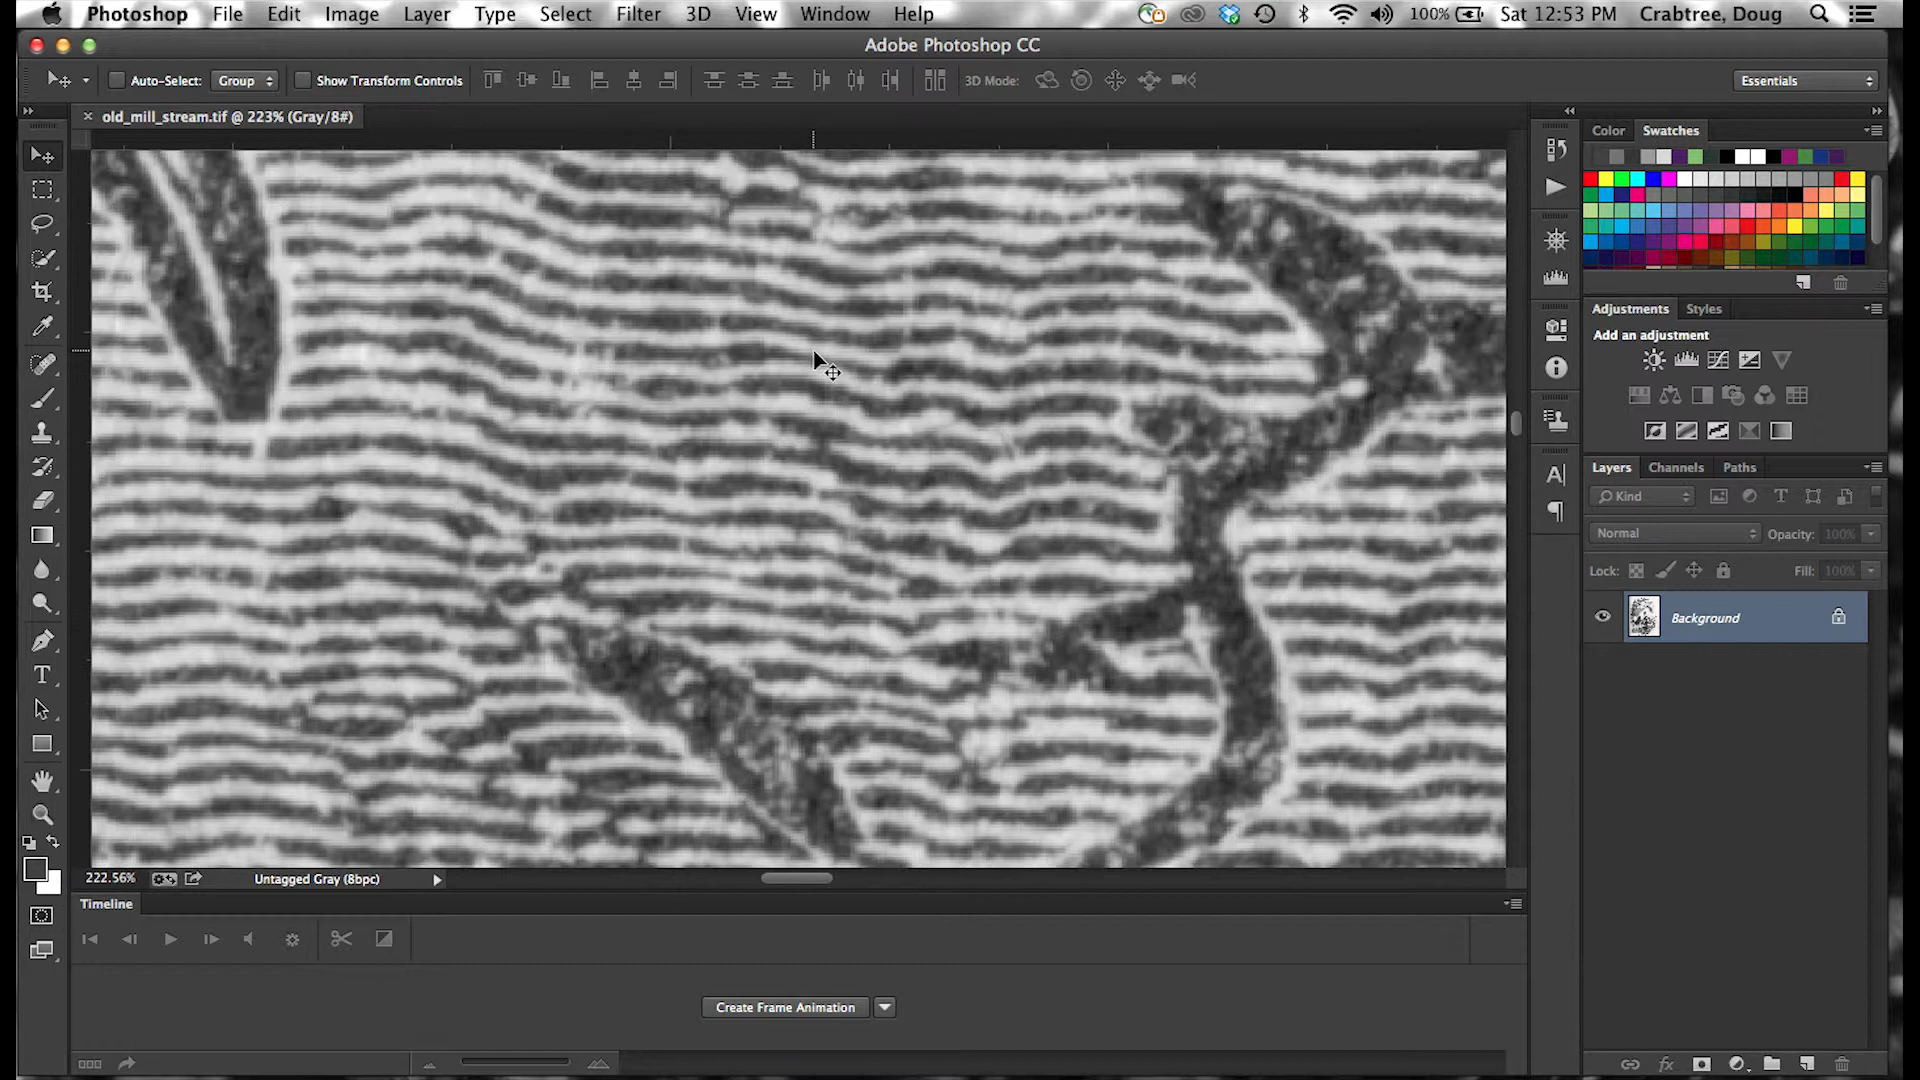 Photoshop File Edit Image Layer Type Select Filter 3D View Window Help 100% Sat 12:53 PM Crabtree, Doug
Adobe Photoshop CC
Auto-Select: Group Show Transform Controls 3D Mode: Essentials
× old_mill_stream.tif @ 223% (Gray/8#)
Color Swatches
Adjustments Styles
Add an adjustment
Layers Channels Paths
Kind
Normal Opacity: 100%
Lock: Fill: 100%
Background
222.56% Untagged Gray (8bpc)
Timeline
Create Frame Animation